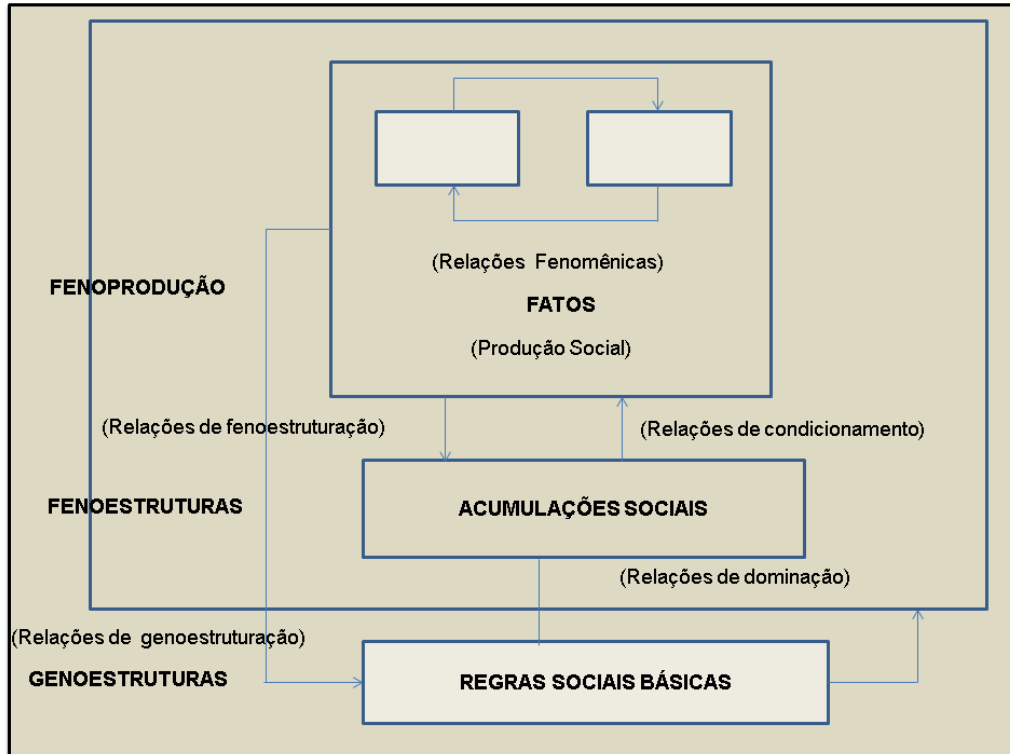 (Relações Fenomênicas)
FENOPRODUÇÃO
FATOS
(Produção Social)
(Relações de fenoestruturação)
(Relações de condicionamento)
FENOESTRUTURAS
ACUMULAÇÕES SOCIAIS
(Relações de dominação)
(Relações de genoestruturação)
GENOESTRUTURAS
REGRAS SOCIAIS BÁSICAS